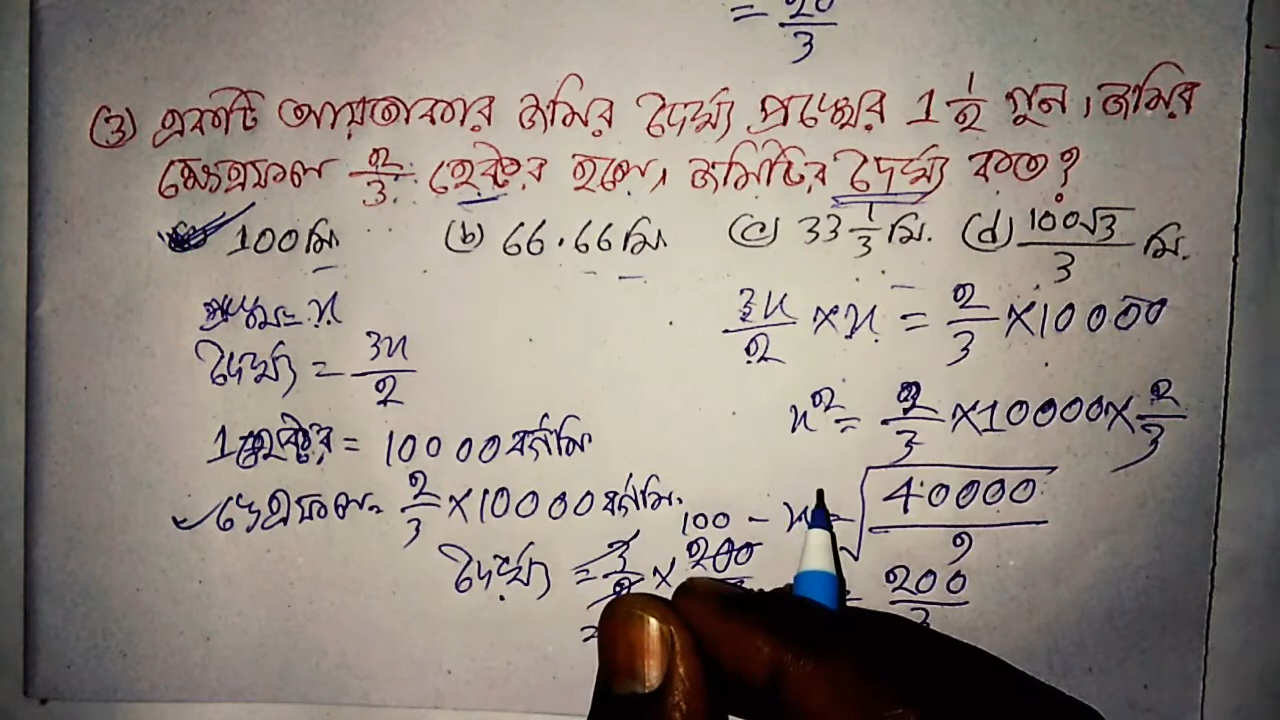 = 20/3
(3) একটি আয়তাকার জমির দৈর্ঘ্য প্রস্থের 1 1/2 গুন, জমির
ক্ষেত্রফল 2/3 হেক্টর হলে, জমিটির দৈর্ঘ্য কত?
100 মি (b) 66.66 মি (c) 33 1/3 মি. (d) 100√3/3 মি.
প্রস্থ = x
দৈর্ঘ্য = 3x/2
1 হেক্টর = 10000 বর্গমি
ক্ষেত্রফল = 2/3 × 10000 বর্গমি.
দৈর্ঘ্য = 3/2 × 200 100
3x/2 × x = 2/3 × 10000
x² = 2/3 × 10000 × 2/3
x = √40000/9
= 200/3